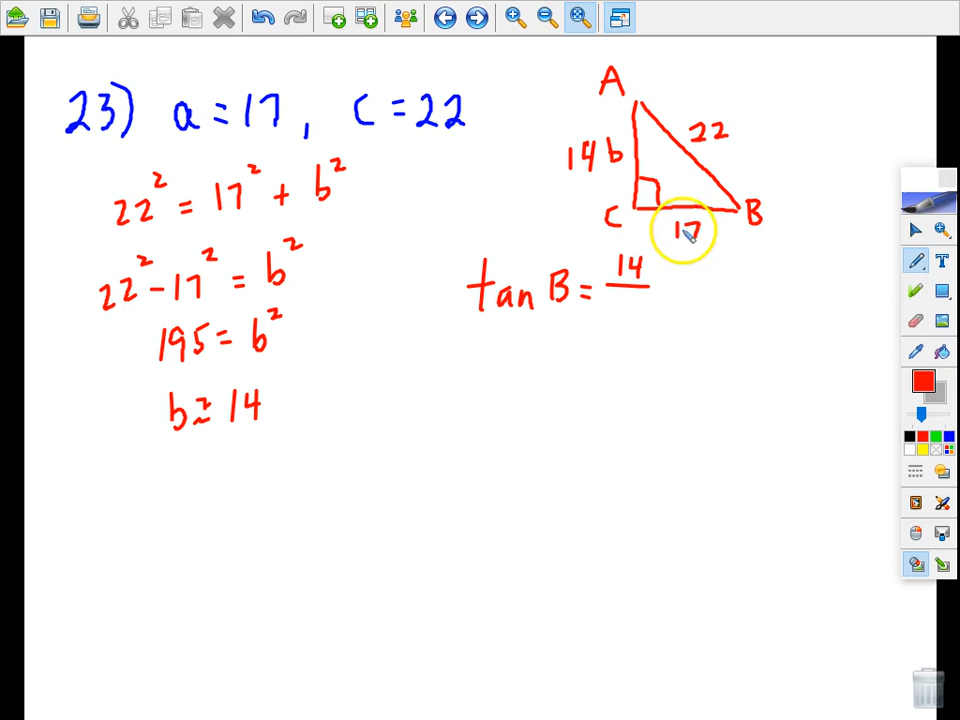 23) a = 17, c = 22
22² = 17² + b²
22² - 17² = b²
195 = b²
b ≈ 14
A
14 b 22
C B
17
tan B = 14
T